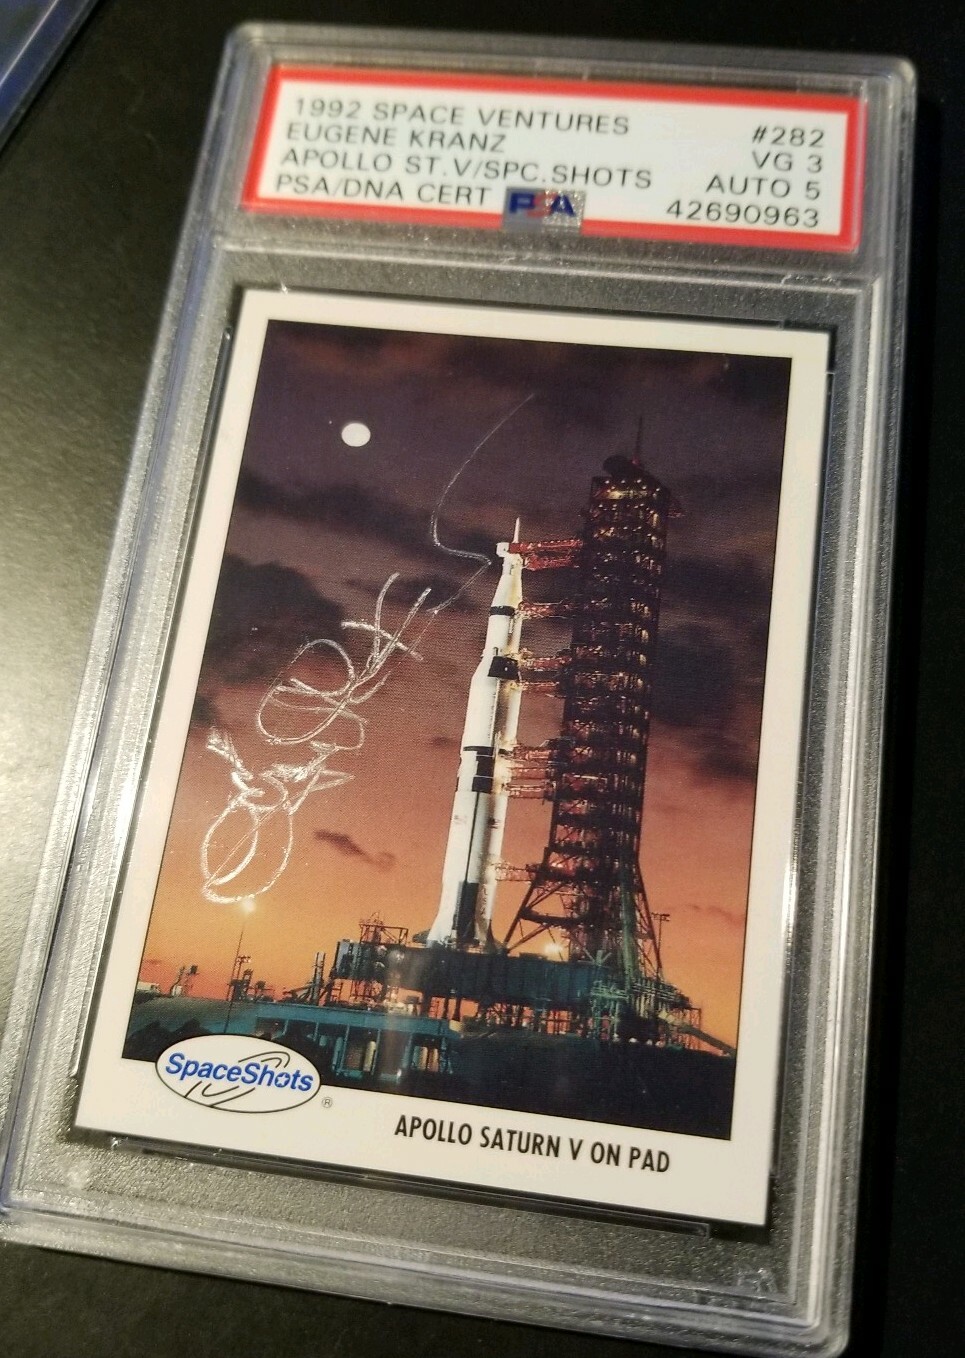 1992 SPACE VENTURES #282
EUGENE KRANZ VG 3
APOLLO ST.V/SPC.SHOTS AUTO 5
PSA/DNA CERT PSA 42690963
SpaceShots ®
APOLLO SATURN V ON PAD